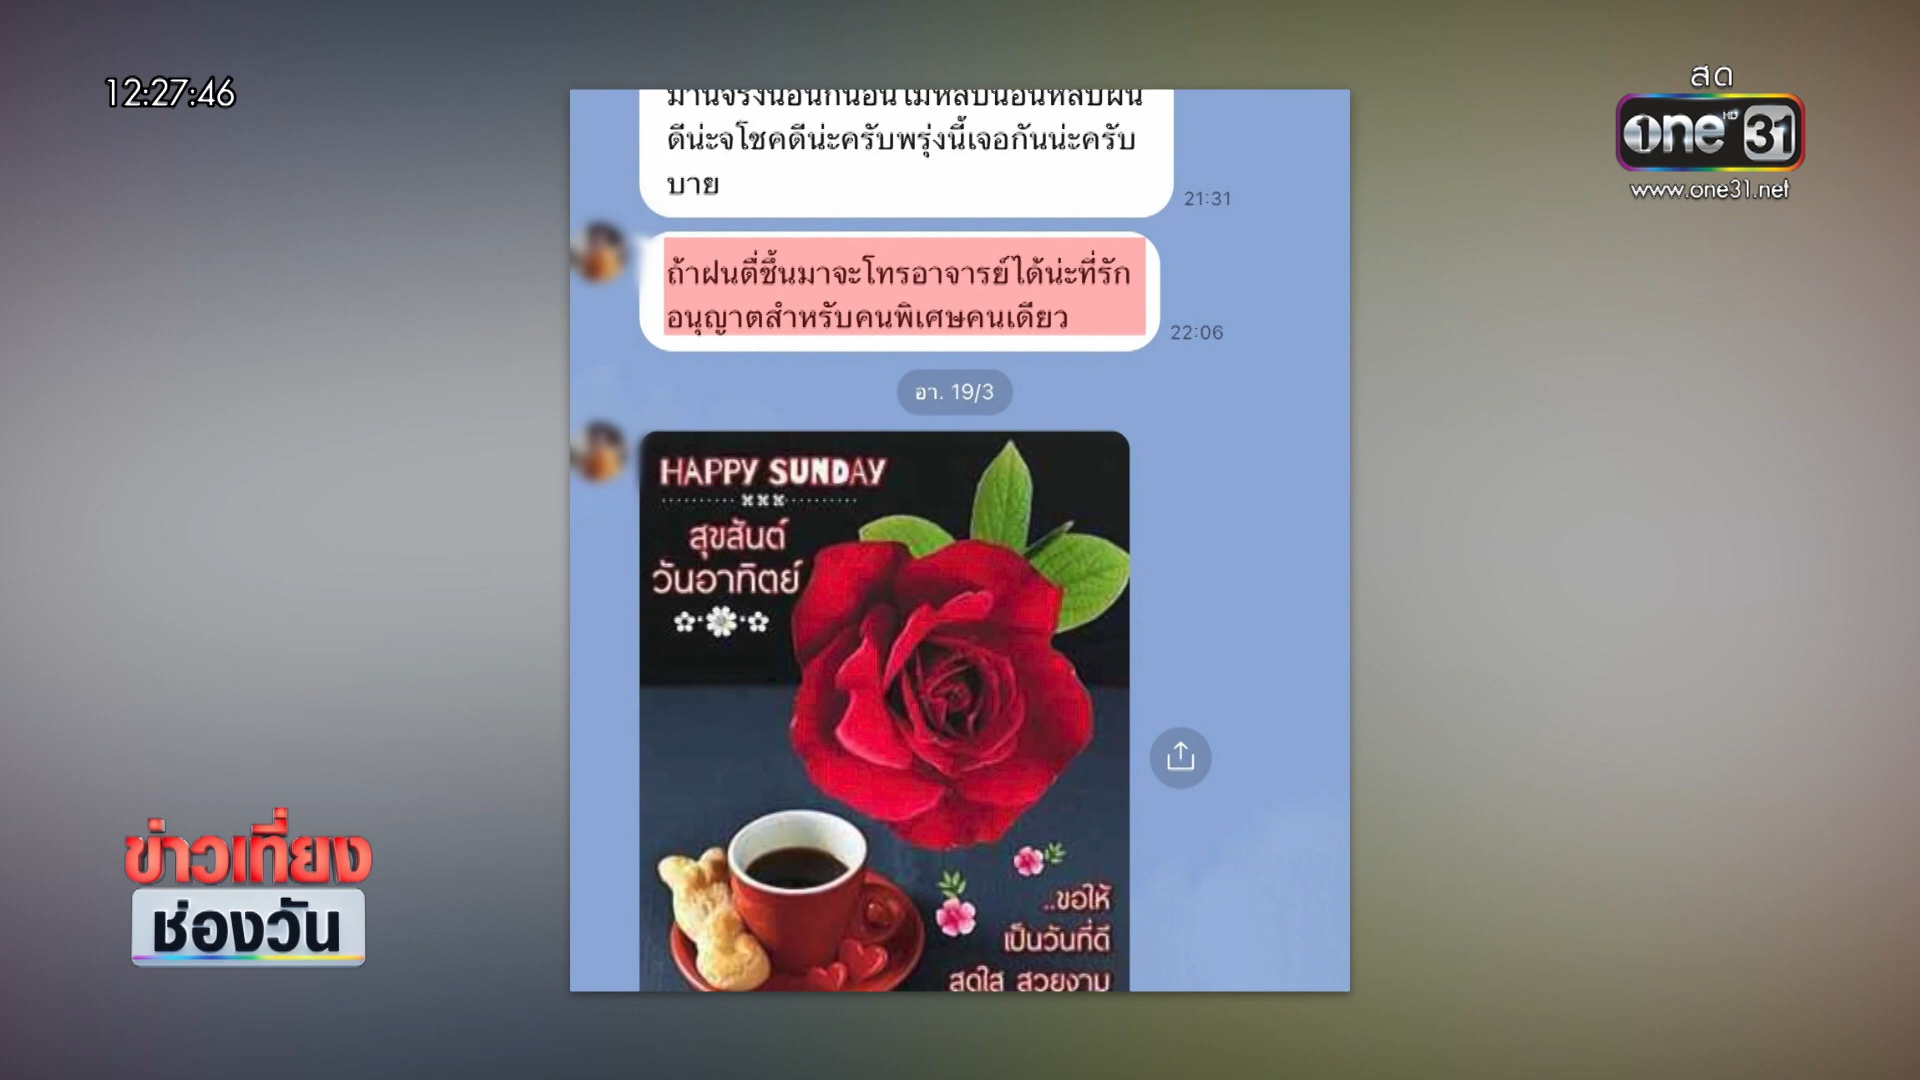 12:27:46
สด
one HD 31
www.one31.net
ดีน่ะจโชคดีน่ะครับพรุ่งนี้เจอกันน่ะครับ
บาย
21:31
ถ้าฝนตื่ชึ้นมาจะโทรอาจารย์ได้น่ะที่รัก
อนุญาตสำหรับคนพิเศษคนเดียว
22:06
อา. 19/3
HAPPY SUNDAY
สุขสันต์
วันอาทิตย์
..ขอให้
เป็นวันที่ดี
สดใส สวยงาม
ข่าวเที่ยง
ช่องวัน